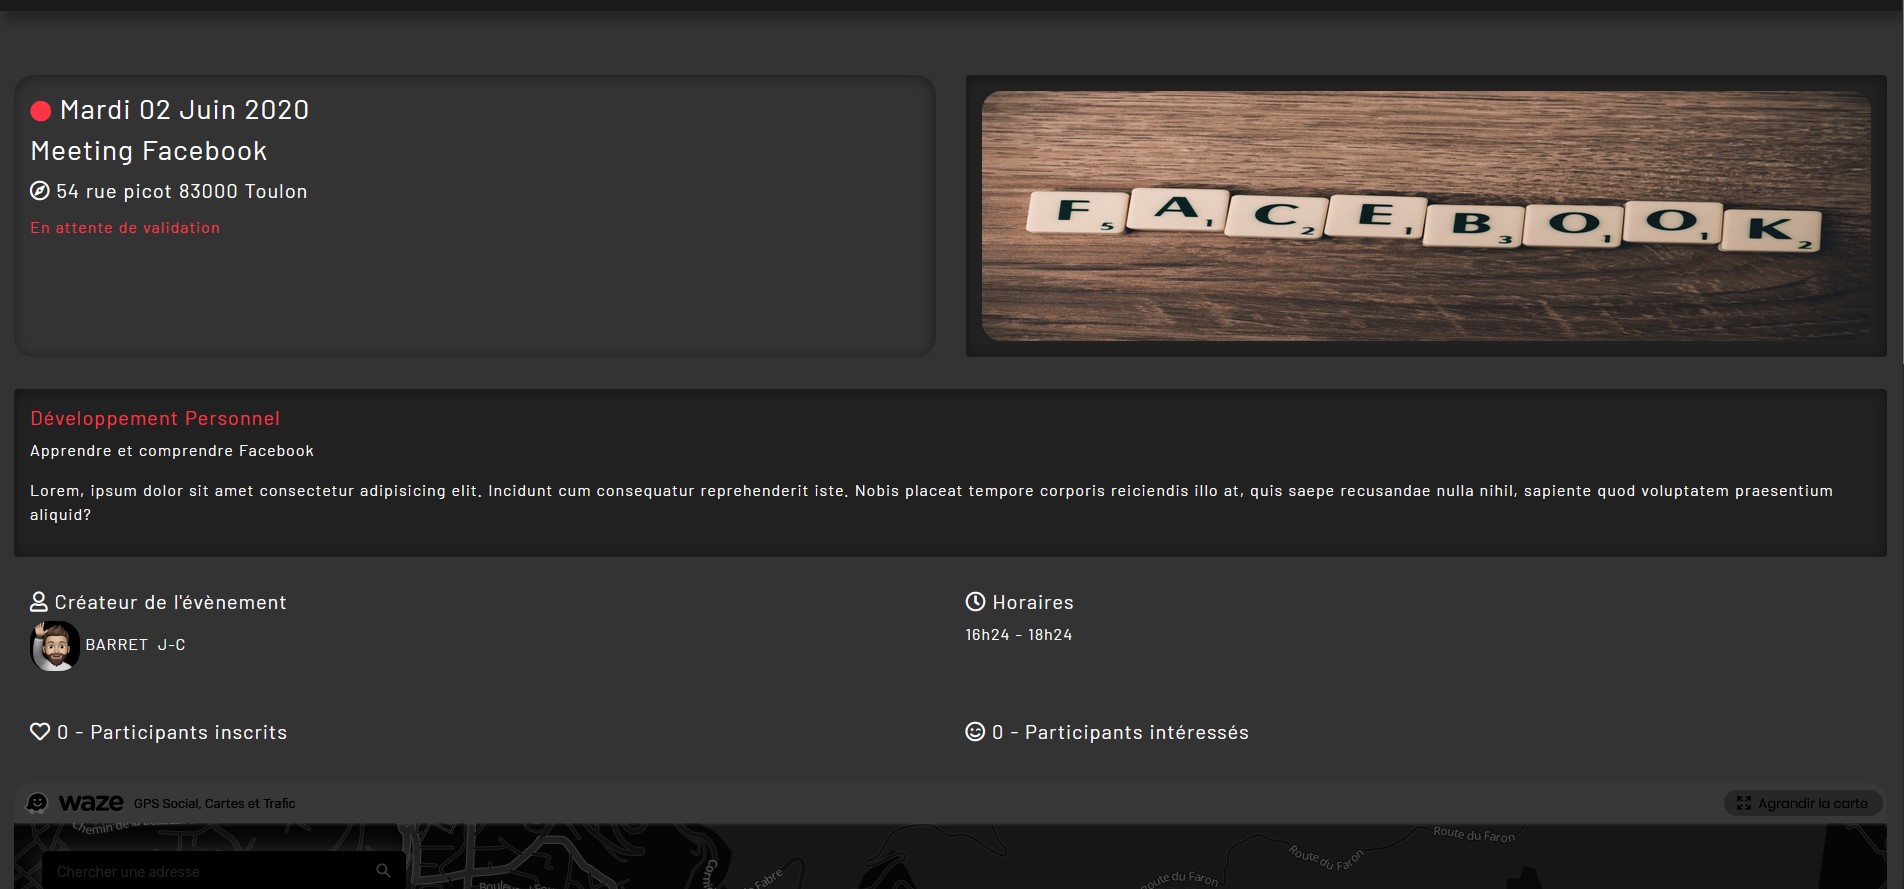 Mardi 02 Juin 2020
Meeting Facebook
54 rue picot 83000 Toulon
En attente de validation
F5 A1 C2 E1 B3 O1 O1 K2
Développement Personnel
Apprendre et comprendre Facebook
Lorem, ipsum dolor sit amet consectetur adipisicing elit. Incidunt cum consequatur reprehenderit iste. Nobis placeat tempore corporis reiciendis illo at, quis saepe recusandae nulla nihil, sapiente quod voluptatem praesentium
aliquid?
Créateur de l'évènement
BARRET J-C
Horaires
16h24 - 18h24
0 - Participants inscrits
0 - Participants intéressés
waze GPS Social, Cartes et Trafic
Agrandir la carte
Chemin de la
Route du Faron
Route du Faron
Route du Faron
Fabre
Chercher une adresse